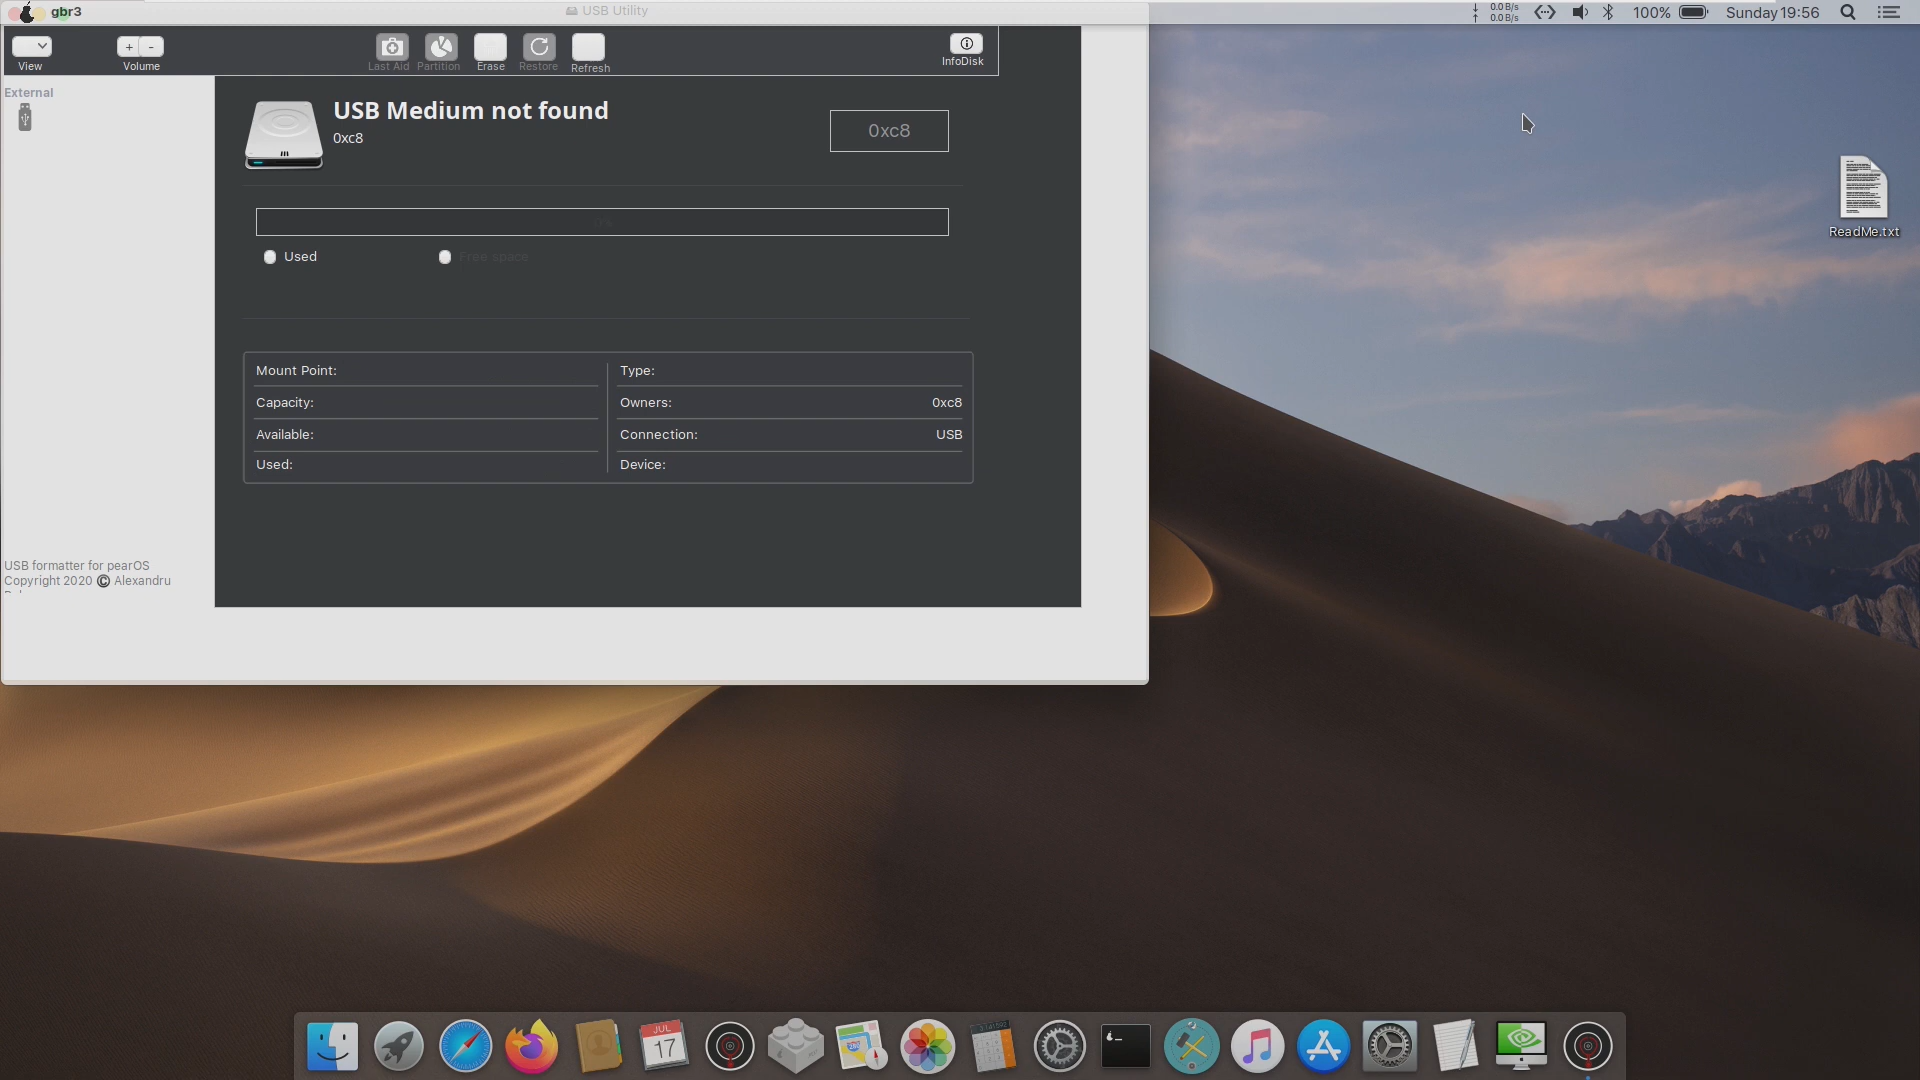 gbr3
USB Utility
0.0 B/s
0.0 B/s
100%
Sunday 19:56
View
+ -
Volume
Last Aid
Partition
Erase
Restore
Refresh
InfoDisk
External
USB Medium not found
0xc8
0xc8
Used
Free space
Mount Point:
Type:
Capacity:
Owners: 0xc8
Available:
Connection: USB
Used:
Device:
USB formatter for pearOS
Copyright 2020 © Alexandru
ReadMe.txt
JUL
17